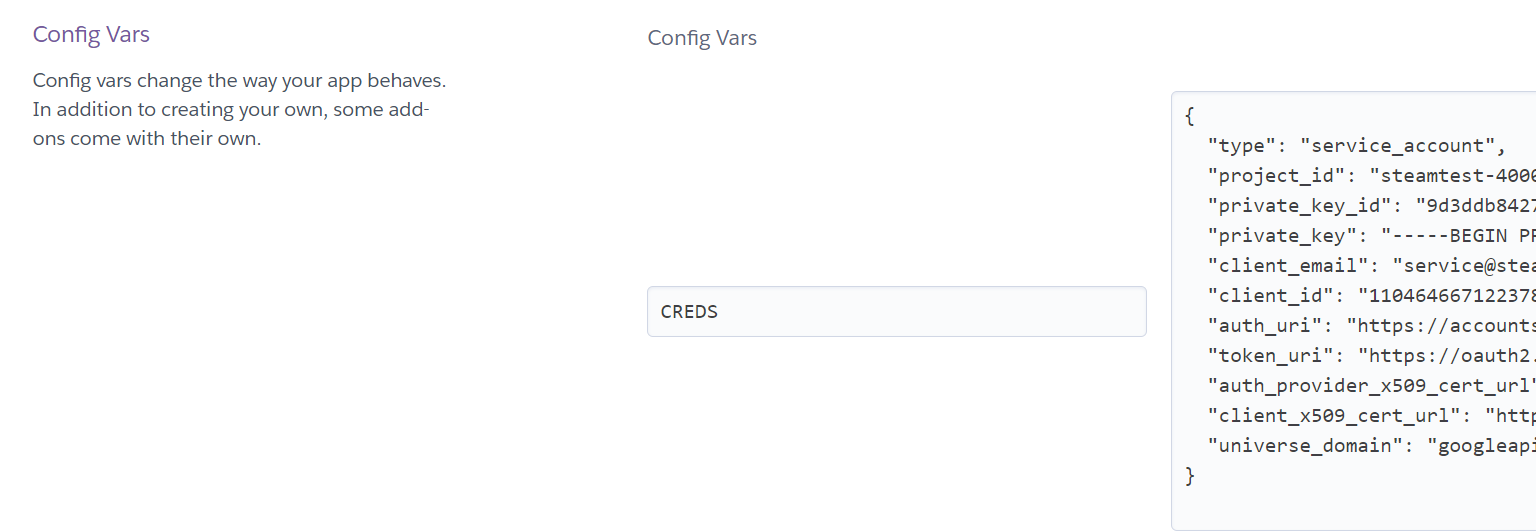 Config Vars
Config vars change the way your app behaves.
In addition to creating your own, some add-
ons come with their own.
Config Vars
CREDS
{
"type": "service_account",
"project_id": "steamtest-400
"private_key_id": "9d3ddb8427
"private_key": "-----BEGIN
"client_email": "service@stea
"client_id": "110464667122378
"auth_uri": "https://accounts
"token_uri": "https://oauth2.
"auth_provider_x509_cert_url"
"client_x509_cert_url": "http
"universe_domain": "googleapi
}